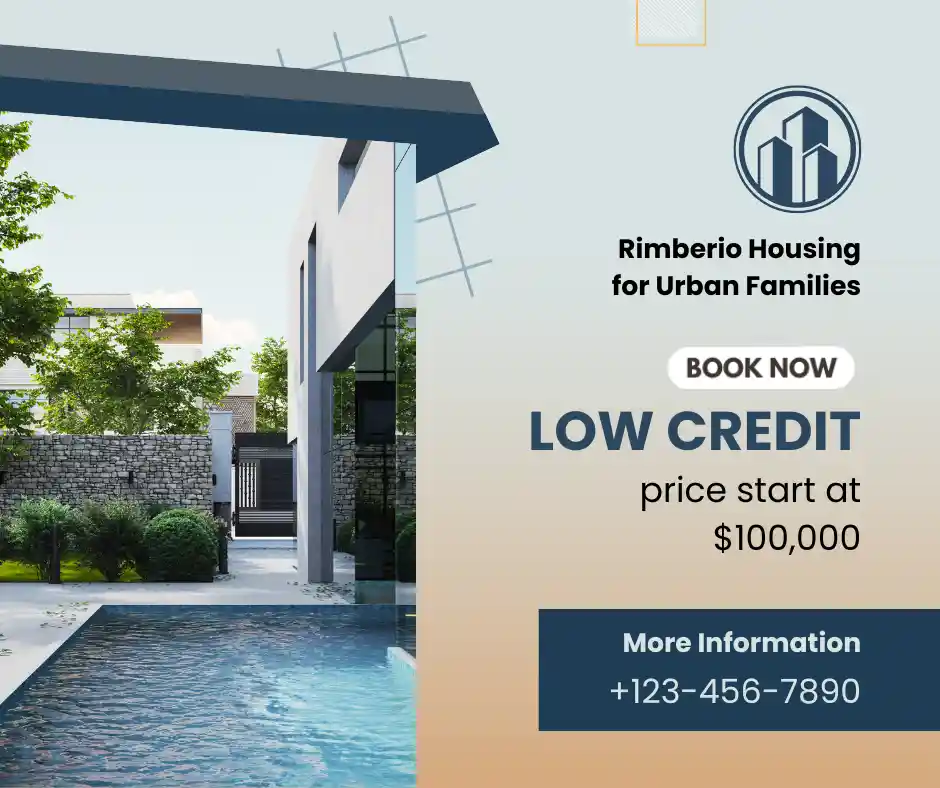 Rimberio Housing
for Urban Families
BOOK NOW
LOW CREDIT
price start at
$100,000
More Information
+123-456-7890